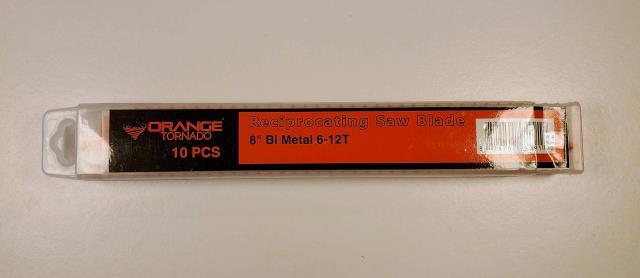 ORANGE
TORNADO
10 PCS
Reciprocating Saw Blade
8" Bi Metal 6-12T